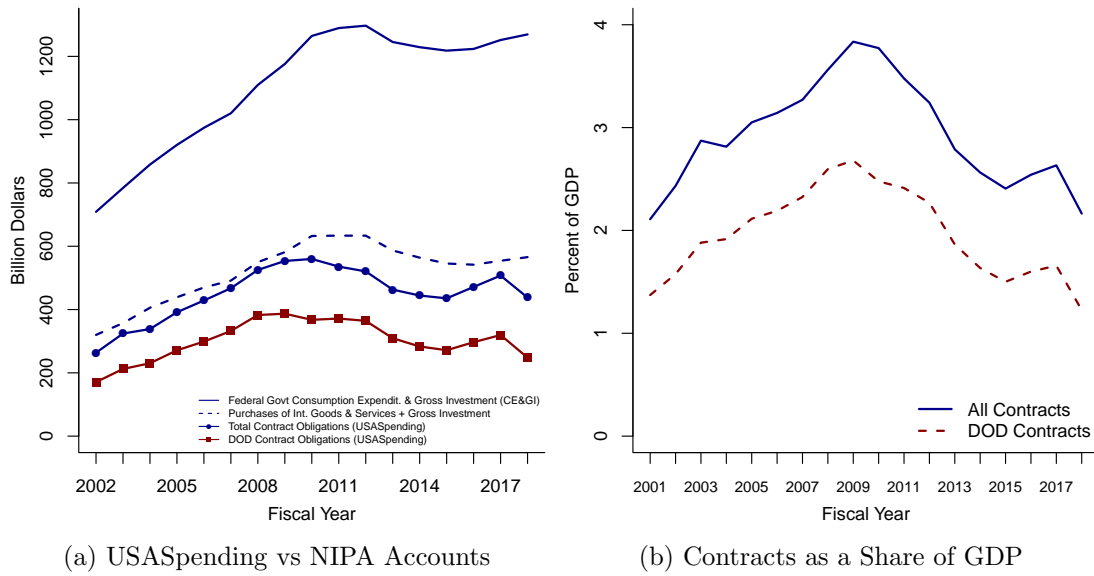 1200
1000
800
600
400
200
0
Billion Dollars
Federal Govt Consumption Expendit. & Gross Investment (CE&GI)
Purchases of Int. Goods & Services + Gross Investment
Total Contract Obligations (USASpending)
DOD Contract Obligations (USASpending)
2002 2005 2008 2011 2014 2017
Fiscal Year
(a) USASpending vs NIPA Accounts
4
3
2
1
0
Percent of GDP
All Contracts
DOD Contracts
2001 2003 2005 2007 2009 2011 2013 2015 2017
Fiscal Year
(b) Contracts as a Share of GDP